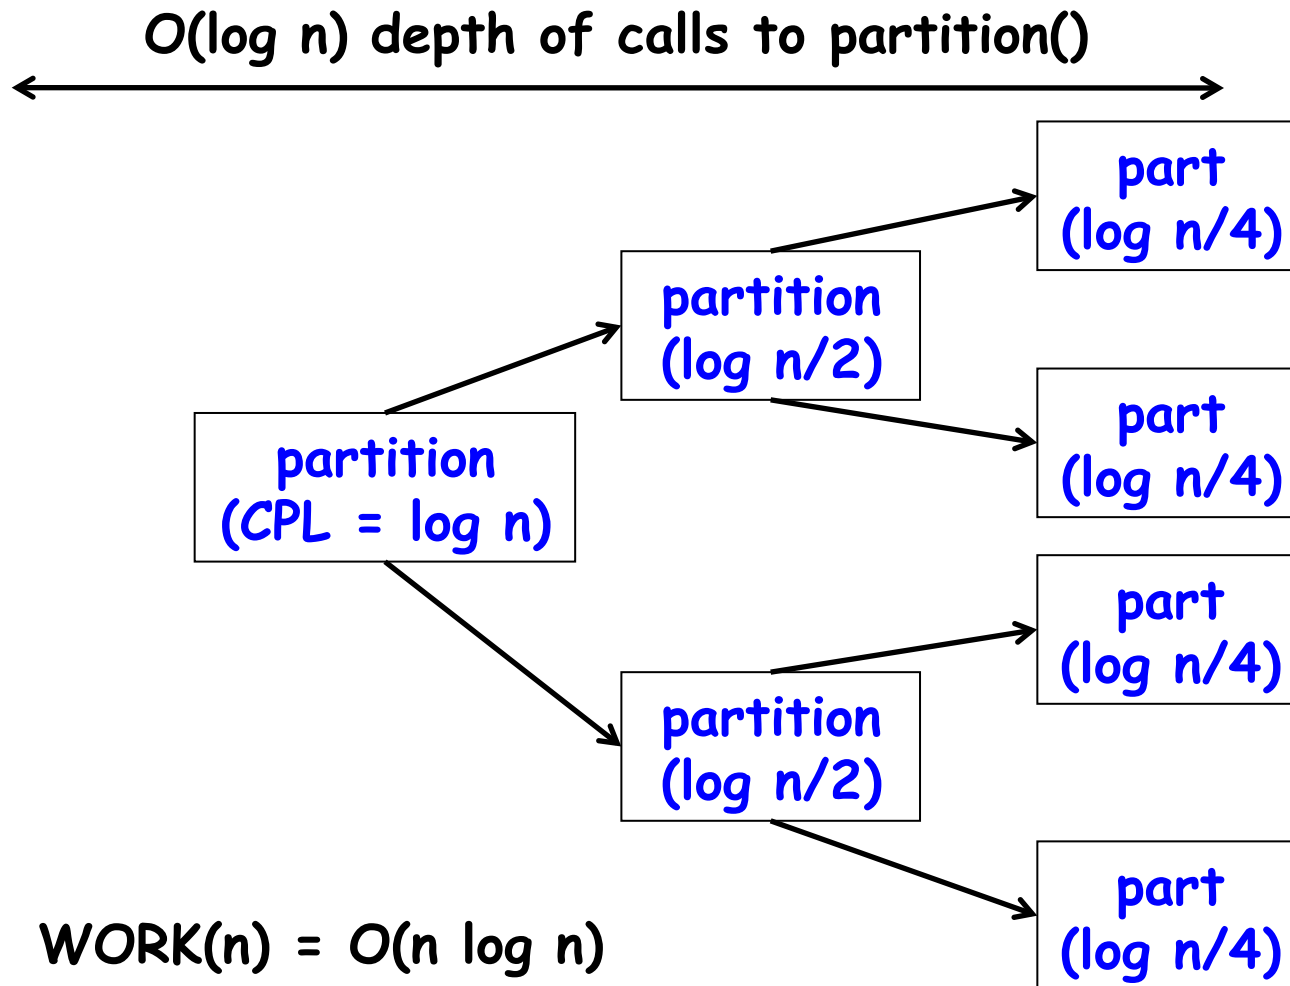 O(log n) depth of calls to partition()
partition
(CPL = log n)
partition
(log n/2)
partition
(log n/2)
part
(log n/4)
part
(log n/4)
part
(log n/4)
part
(log n/4)
WORK(n) = O(n log n)